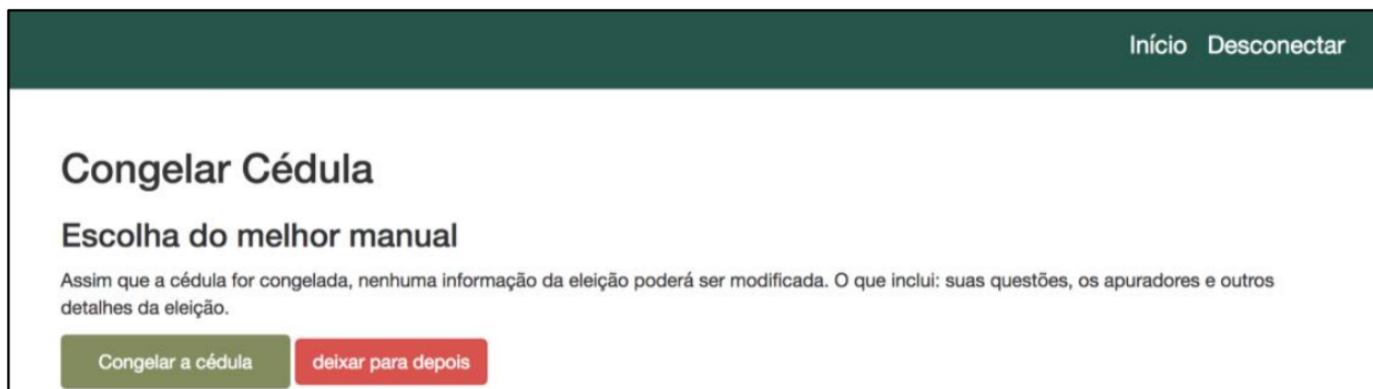 Início Desconectar
Congelar Cédula
Escolha do melhor manual
Assim que a cédula for congelada, nenhuma informação da eleição poderá ser modificada. O que inclui: suas questões, os apuradores e outros
detalhes da eleição.
Congelar a cédula deixar para depois